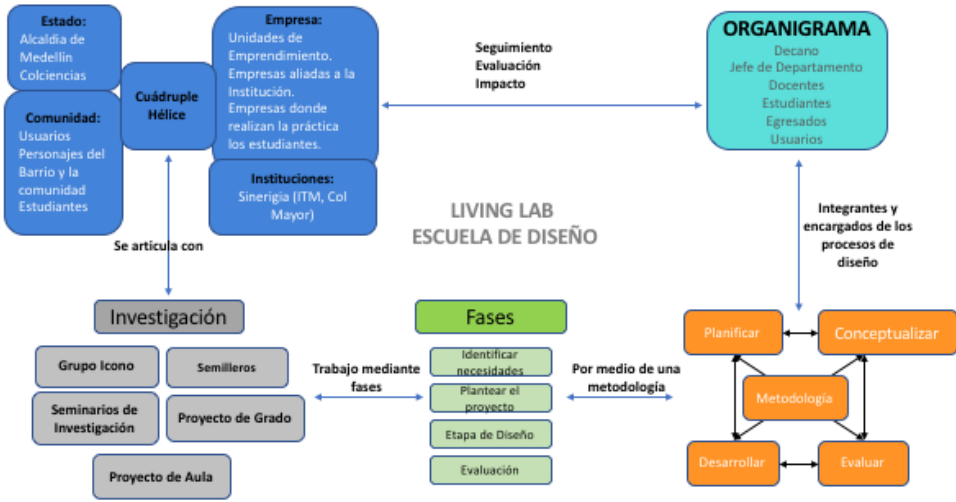 Estado:
Alcaldia de
Medellín
Colciencias
Comunidad:
Usuarios
Personajes del
Barrio y la
comunidad
Estudiantes
Cuádruple
Hélice
Empresa:
Unidades de
Emprendimiento.
Empresas aliadas a la
Institución.
Empresas donde
realizan la práctica
los estudiantes.
Instituciones:
Sinerigia (ITM, Col
Mayor)
Seguimiento
Evaluación
Impacto
ORGANIGRAMA
Decano
Jefe de Departamento
Docentes
Estudiantes
Egresados
Usuarios
LIVING LAB
ESCUELA DE DISEÑO
Se articula con
Integrantes y
encargados de los
procesos de
diseño
Investigación
Grupo Icono
Semilleros
Seminarios de
Investigación
Proyecto de Grado
Proyecto de Aula
Trabajo mediante
fases
Fases
Identificar
necesidades
Plantear el
proyecto
Etapa de Diseño
Evaluación
Por medio de una
metodología
Planificar
Conceptualizar
Metodología
Desarrollar
Evaluar